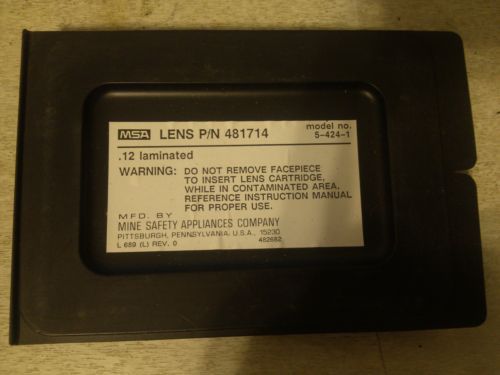 MSA LENS P/N 481714 model no. 5-424-1
.12 laminated
WARNING: DO NOT REMOVE FACEPIECE
TO INSERT LENS CARTRIDGE,
WHILE IN CONTAMINATED AREA.
REFERENCE INSTRUCTION MANUAL
FOR PROPER USE.
MFD. BY
MINE SAFETY APPLIANCES COMPANY
PITTSBURGH, PENNSYLVANIA. U.S.A., 15230
L 689 (L) REV. 0 482682